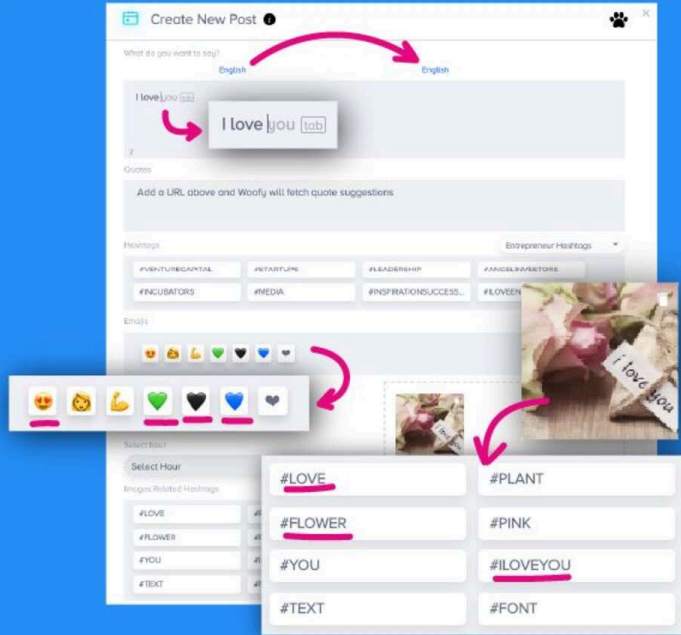 Create New Post
What do you want to say?
English English
I love you tab
I love you tab
7
Quotes
Add a URL above and Woofy will fetch quote suggestions
Hashtags
Entrepreneur Hashtags
#VENTURECAPITAL #STARTUPS #LEADERSHIP #ANGELINVESTORS
#INCUBATORS #MEDIA #INSPIRATIONSUCCESS...
Emojis
i love you
Select Hour
Select Hour
Images Related Hashtags
#LOVE
#FLOWER
#YOU
#TEXT
#LOVE #PLANT
#FLOWER #PINK
#YOU #ILOVEYOU
#TEXT #FONT